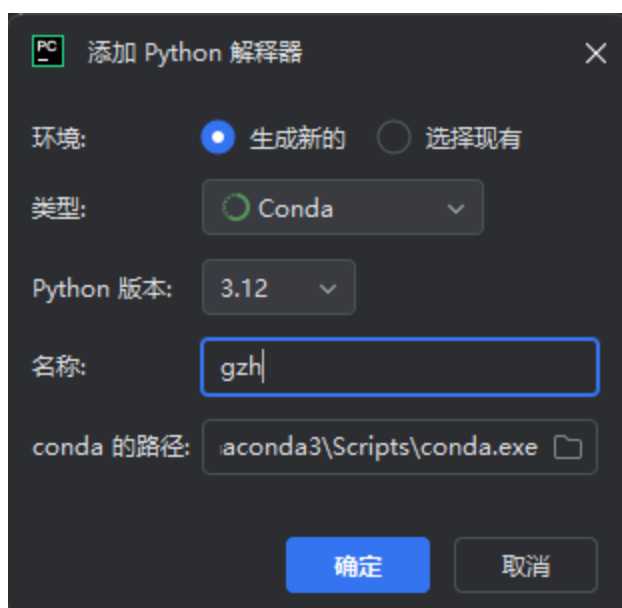 PC 添加 Python 解释器
环境: 生成新的 选择现有
类型: Conda
Python 版本: 3.12
名称: gzh
conda 的路径: aconda3\Scripts\conda.exe
确定 取消